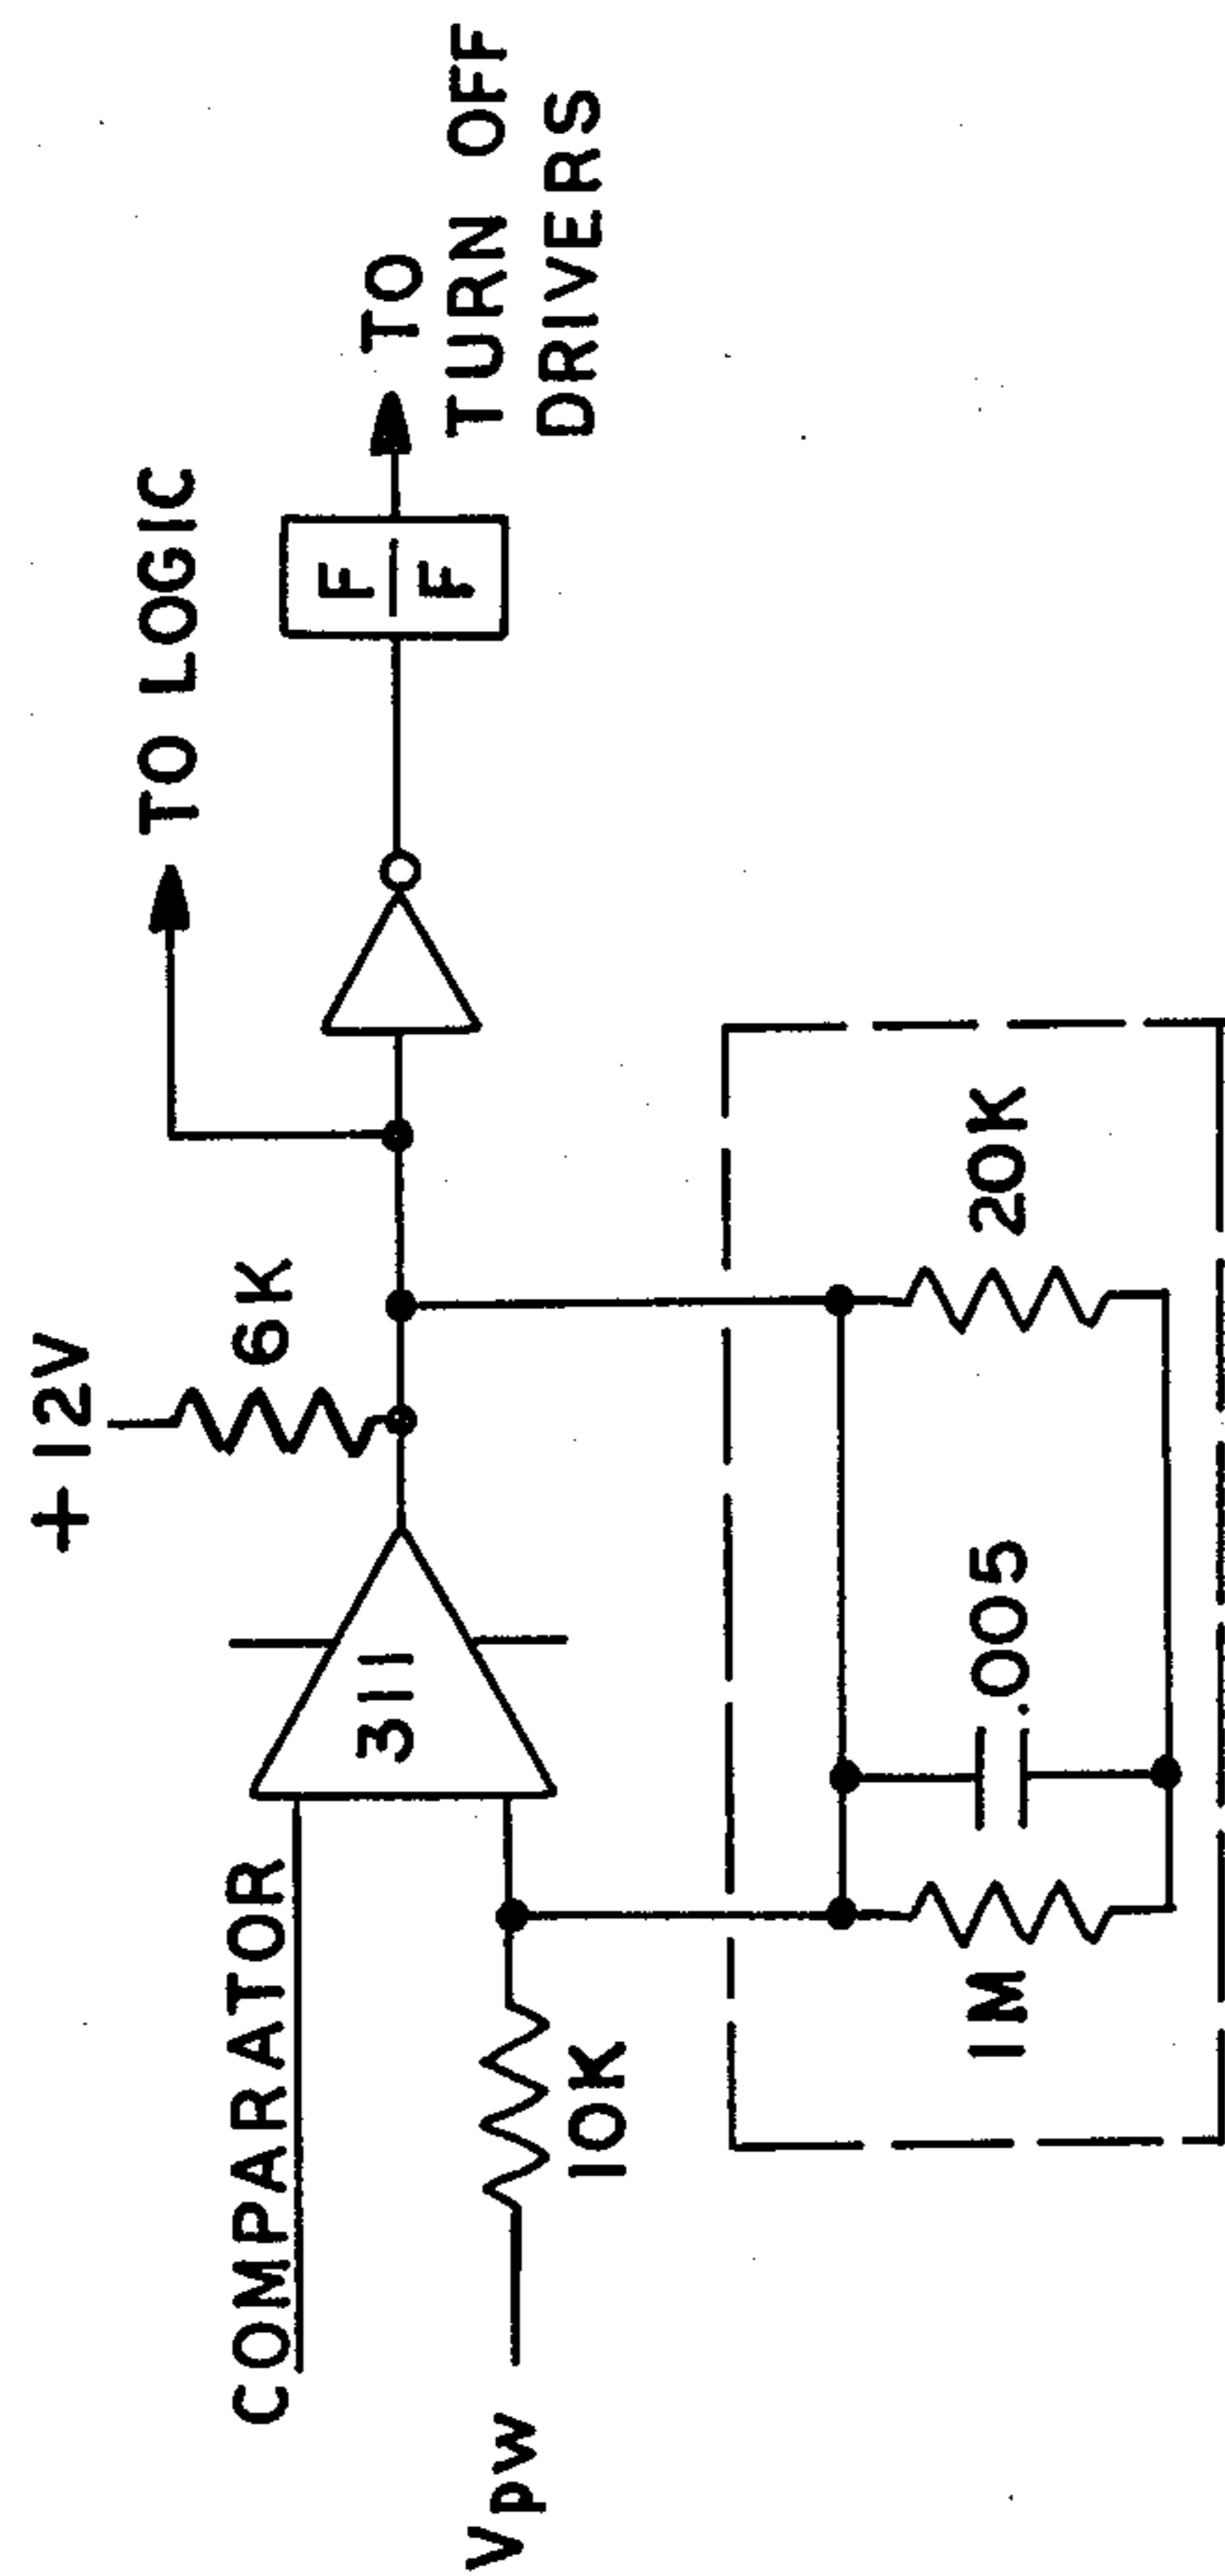 +12V
6K
TO LOGIC
COMPARATOR
311
F
F
TO
TURN OFF
DRIVERS
Vpw
10K
1M
.005
20K